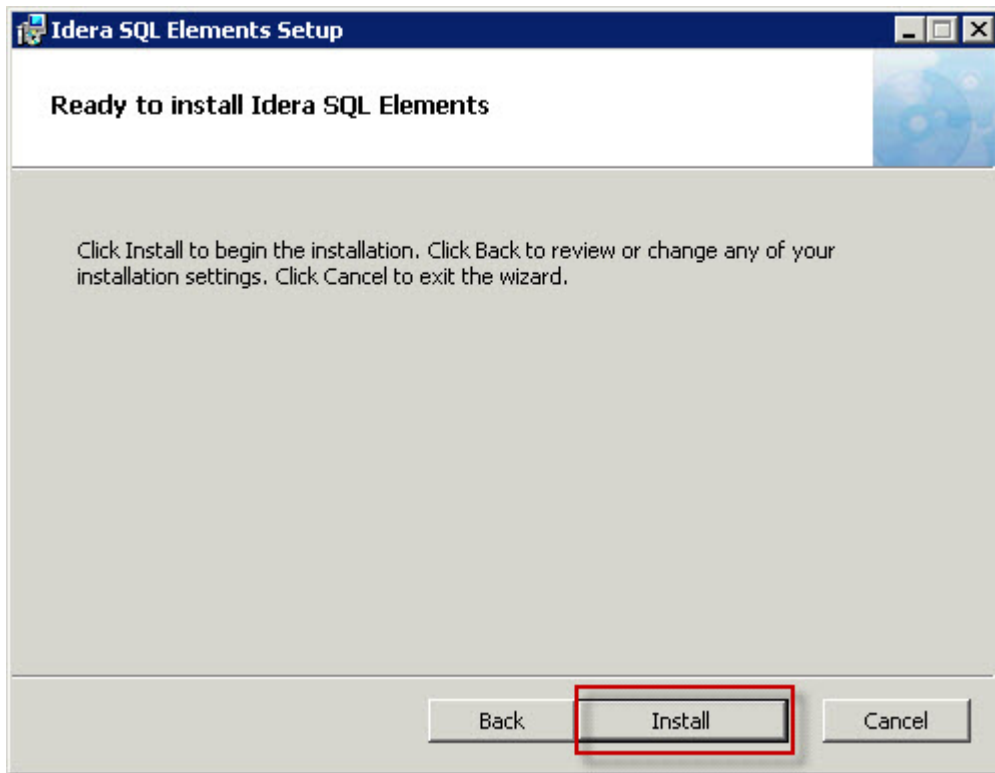 Idera SQL Elements Setup
Ready to install Idera SQL Elements
Click Install to begin the installation. Click Back to review or change any of your
installation settings. Click Cancel to exit the wizard.
Back Install Cancel